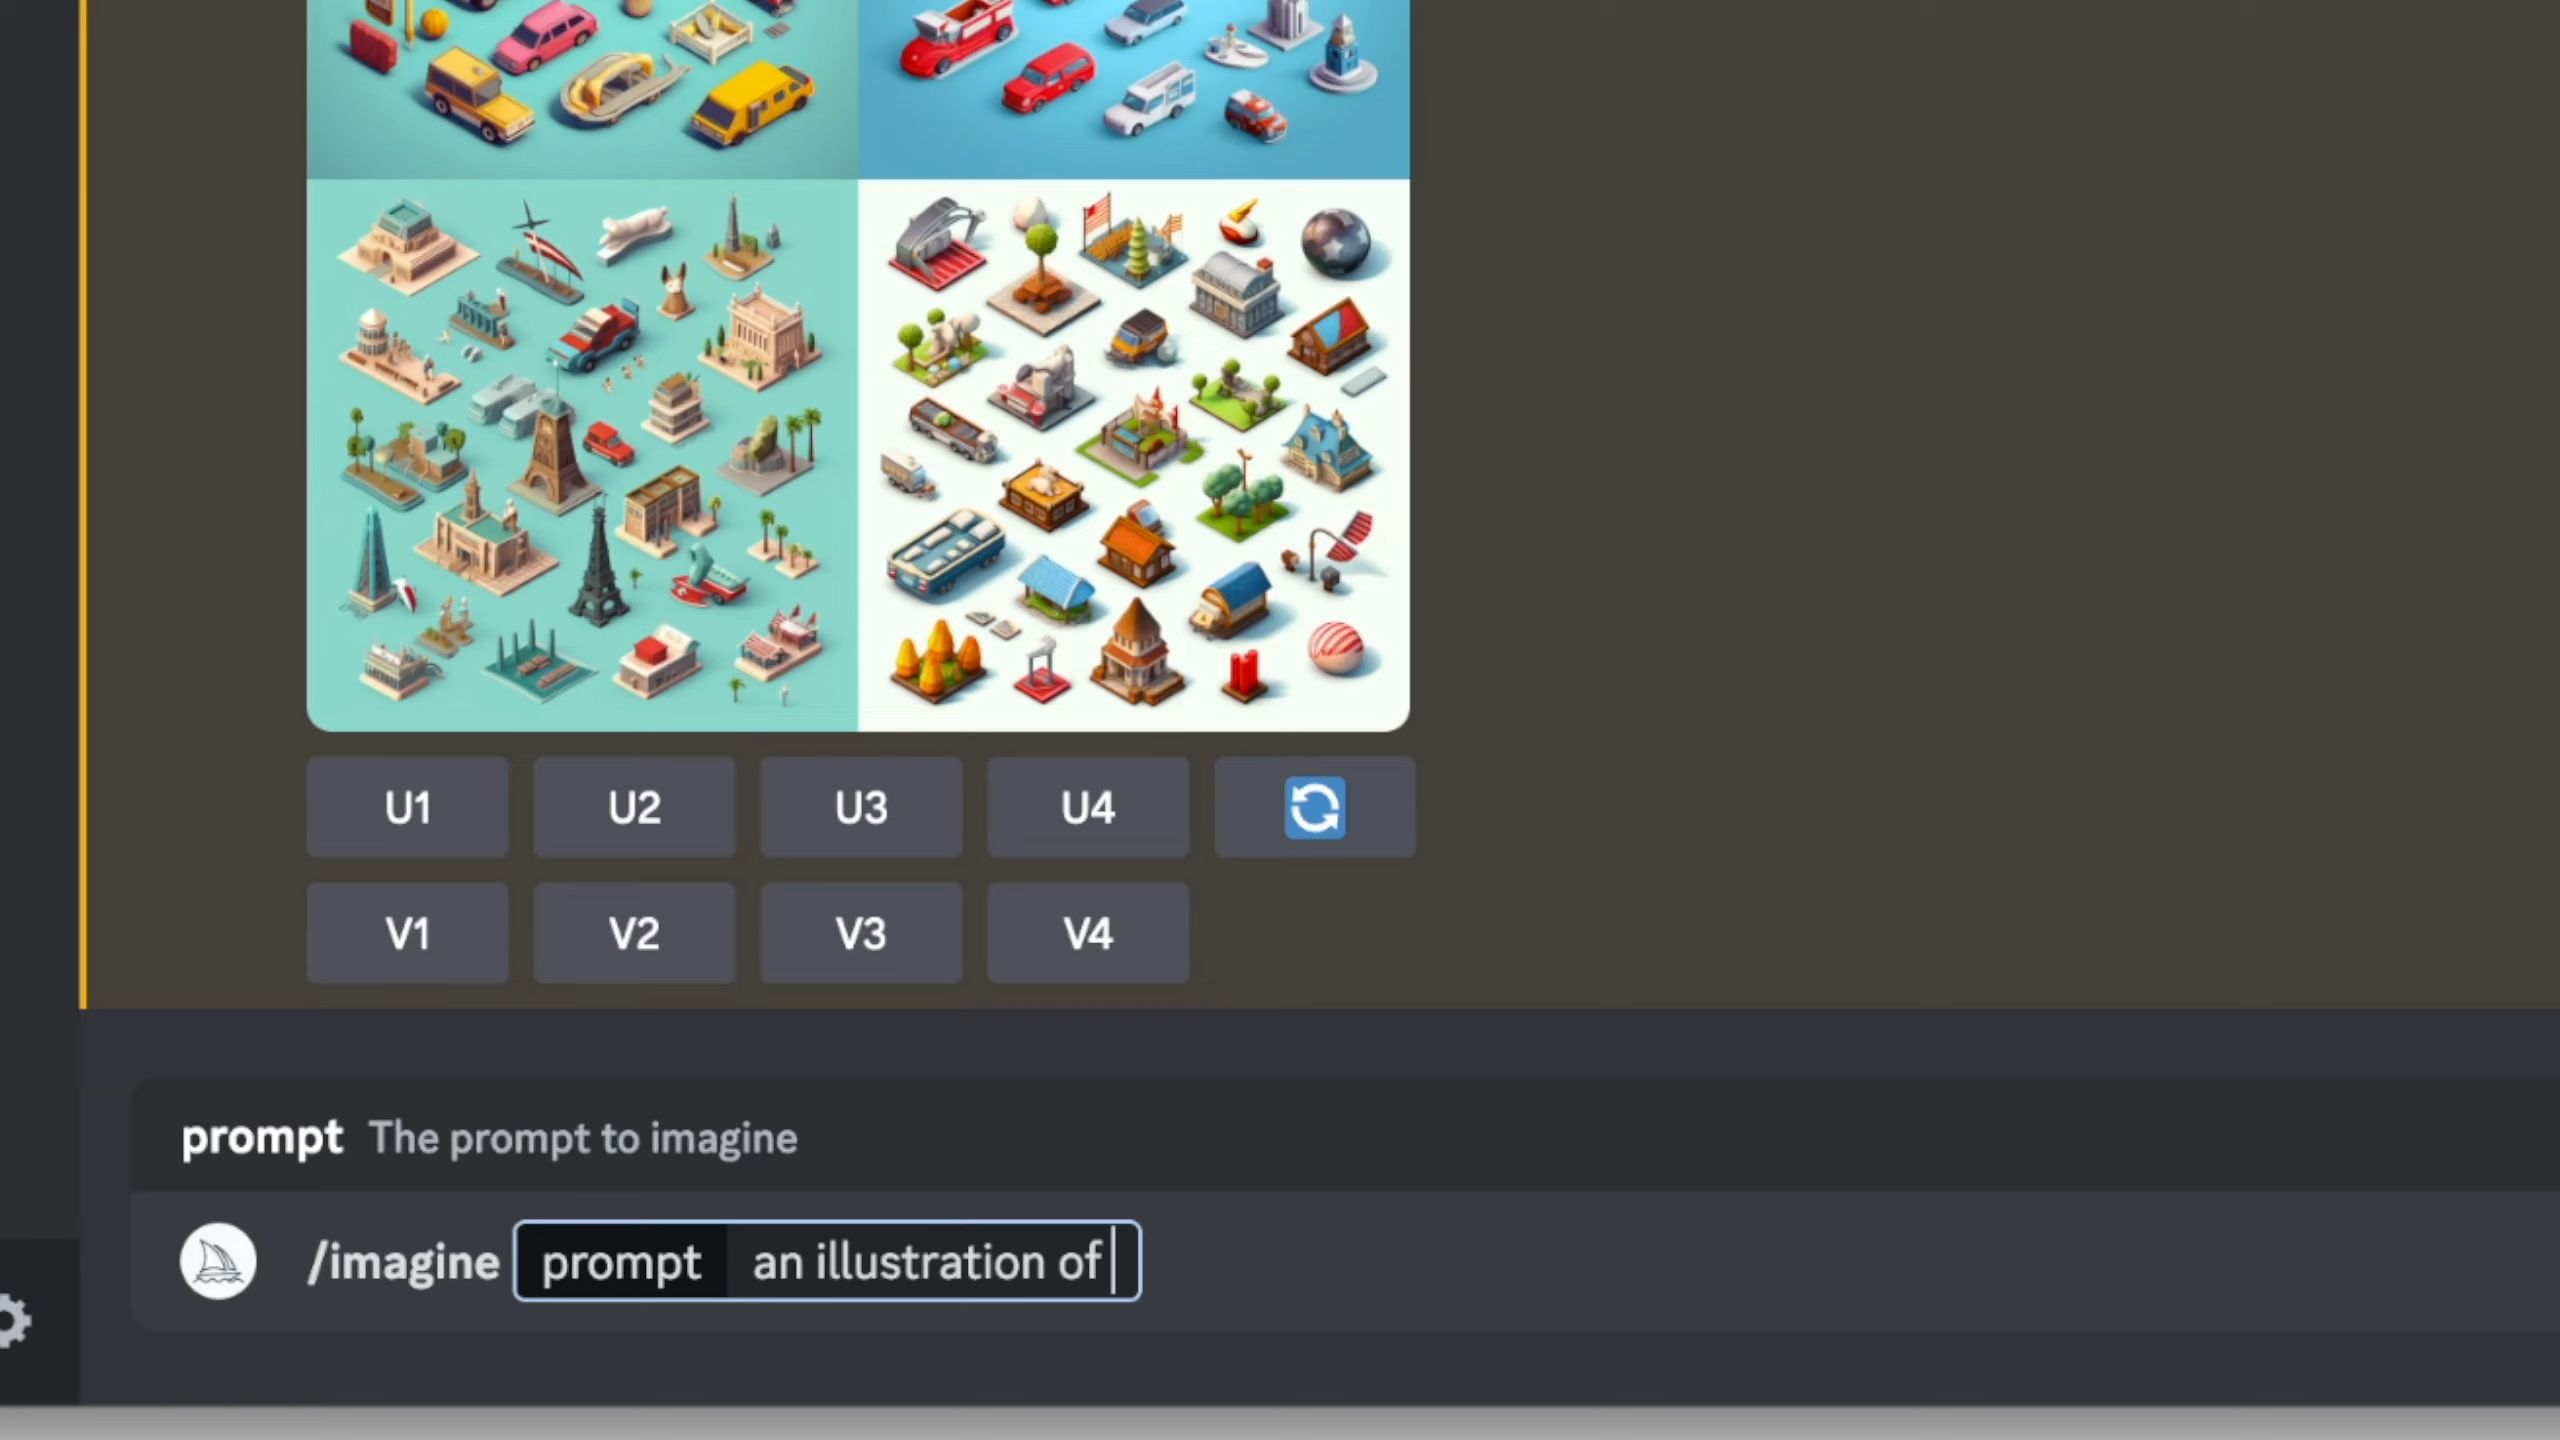 U1 U2 U3 U4
V1 V2 V3 V4
prompt The prompt to imagine
/imagine prompt an illustration of